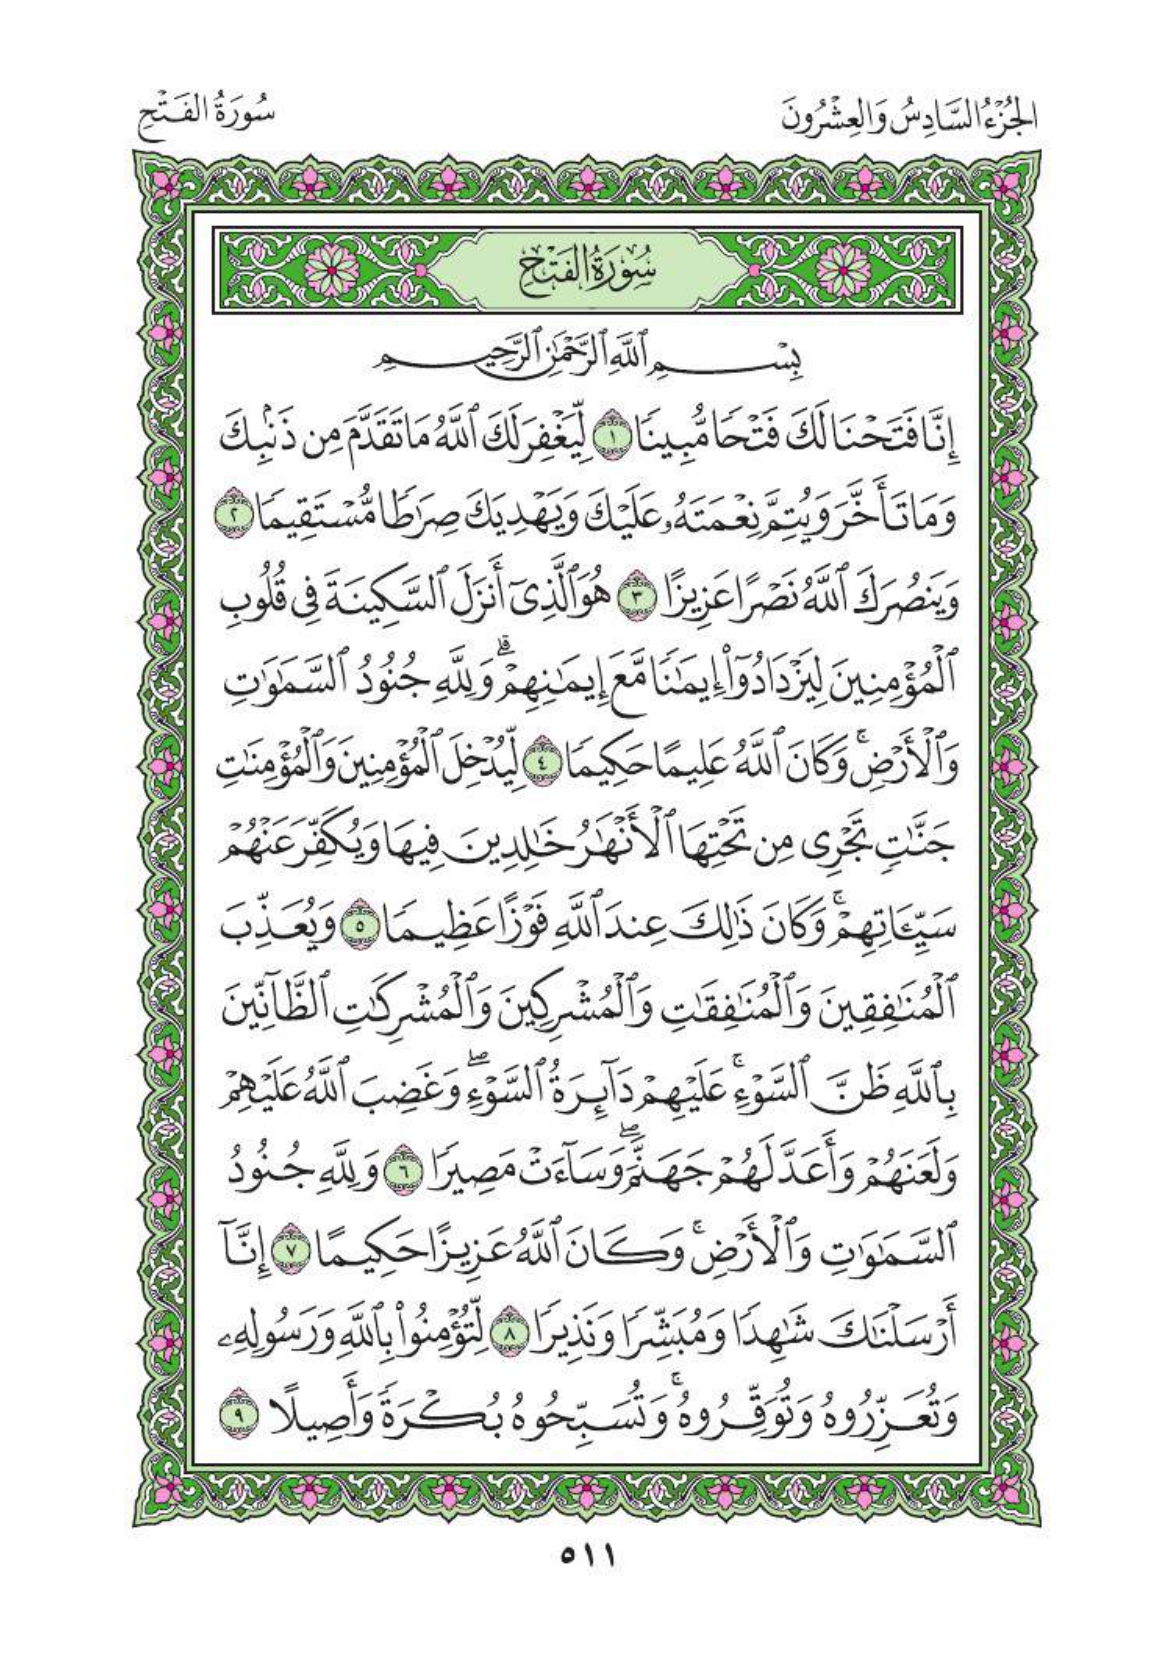 الجُزْءُ السَّادِسُ وَالعِشْرُونَ
سُورَةُ الفَتْحِ
سُورَةُ الفَتْحِ
بِسْمِ ٱللَّهِ ٱلرَّحْمَٰنِ ٱلرَّحِيمِ
إِنَّا فَتَحْنَا لَكَ فَتْحًا مُّبِينًا ١ لِّيَغْفِرَ لَكَ ٱللَّهُ مَا تَقَدَّمَ مِن ذَنۢبِكَ
وَمَا تَأَخَّرَ وَيُتِمَّ نِعْمَتَهُۥ عَلَيْكَ وَيَهْدِيَكَ صِرَٰطًا مُّسْتَقِيمًا ٢
وَيَنصُرَكَ ٱللَّهُ نَصْرًا عَزِيزًا ٣ هُوَ ٱلَّذِىٓ أَنزَلَ ٱلسَّكِينَةَ فِى قُلُوبِ
ٱلْمُؤْمِنِينَ لِيَزْدَادُوٓا۟ إِيمَٰنًا مَّعَ إِيمَٰنِهِمْ ۗ وَلِلَّهِ جُنُودُ ٱلسَّمَٰوَٰتِ
وَٱلْأَرْضِ ۚ وَكَانَ ٱللَّهُ عَلِيمًا حَكِيمًا ٤ لِّيُدْخِلَ ٱلْمُؤْمِنِينَ وَٱلْمُؤْمِنَٰتِ
جَنَّٰتٍ تَجْرِى مِن تَحْتِهَا ٱلْأَنْهَٰرُ خَٰلِدِينَ فِيهَا وَيُكَفِّرَ عَنْهُمْ
سَيِّـَٔاتِهِمْ ۚ وَكَانَ ذَٰلِكَ عِندَ ٱللَّهِ فَوْزًا عَظِيمًا ٥ وَيُعَذِّبَ
ٱلْمُنَٰفِقِينَ وَٱلْمُنَٰفِقَٰتِ وَٱلْمُشْرِكِينَ وَٱلْمُشْرِكَٰتِ ٱلظَّآنِّينَ
بِٱللَّهِ ظَنَّ ٱلسَّوْءِ ۚ عَلَيْهِمْ دَآئِرَةُ ٱلسَّوْءِ ۖ وَغَضِبَ ٱللَّهُ عَلَيْهِمْ
وَلَعَنَهُمْ وَأَعَدَّ لَهُمْ جَهَنَّمَ ۖ وَسَآءَتْ مَصِيرًا ٦ وَلِلَّهِ جُنُودُ
ٱلسَّمَٰوَٰتِ وَٱلْأَرْضِ ۚ وَكَانَ ٱللَّهُ عَزِيزًا حَكِيمًا ٧ إِنَّآ
أَرْسَلْنَٰكَ شَٰهِدًا وَمُبَشِّرًا وَنَذِيرًا ٨ لِّتُؤْمِنُوا۟ بِٱللَّهِ وَرَسُولِهِۦ
وَتُعَزِّرُوهُ وَتُوَقِّرُوهُ ۚ وَتُسَبِّحُوهُ بُكْرَةً وَأَصِيلًا ٩
٥١١